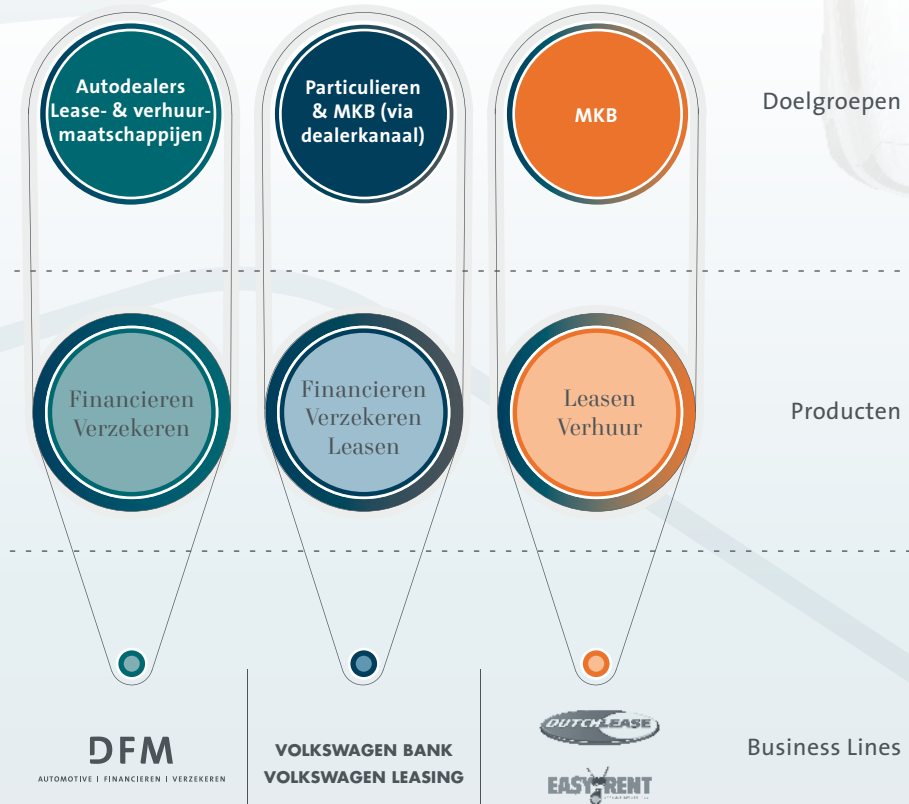 Autodealers
Lease- & verhuur-
maatschappijen
Particulieren
& MKB (via
dealerkanaal)
MKB
Doelgroepen
Financieren
Verzekeren
Financieren
Verzekeren
Leasen
Leasen
Verhuur
Producten
DFM
AUTOMOTIVE | FINANCIEREN | VERZEKEREN
VOLKSWAGEN BANK
VOLKSWAGEN LEASING
DUTCHLEASE
EASYRENT
Business Lines